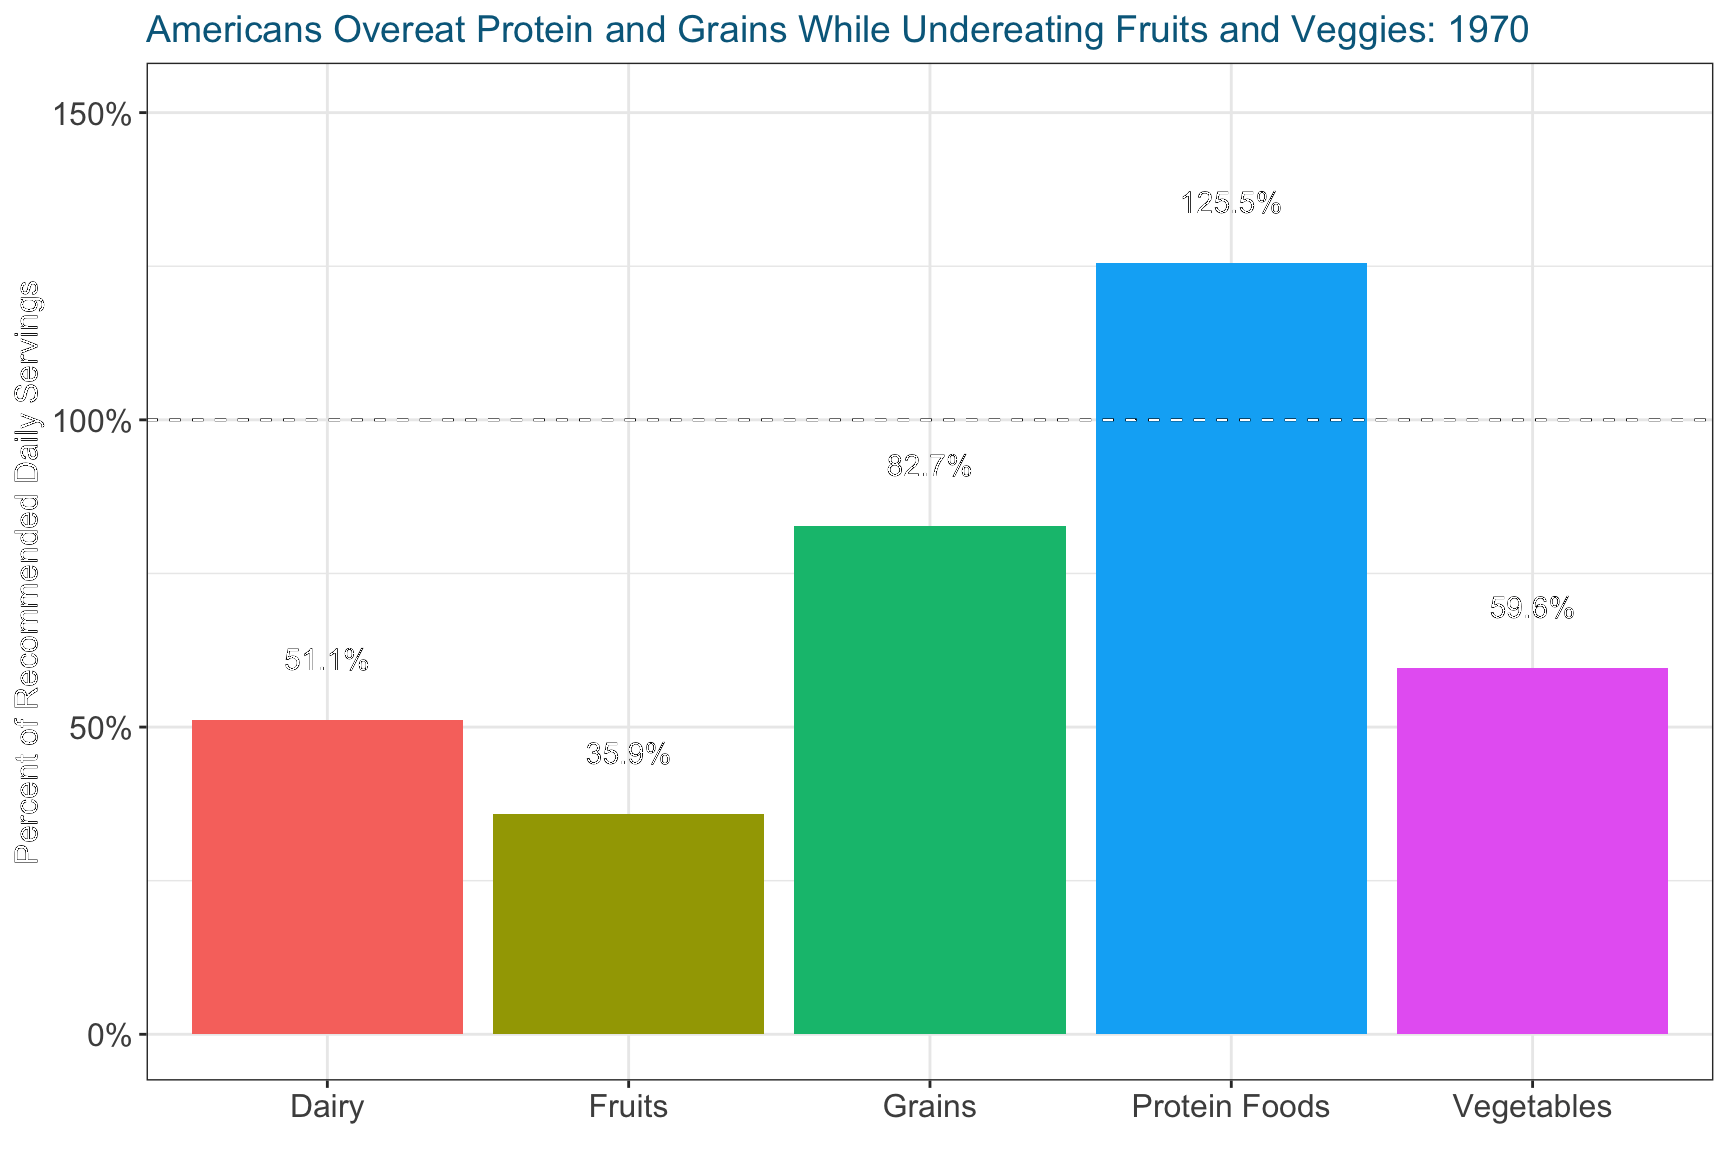 Americans Overeat Protein and Grains While Undereating Fruits and Veggies: 1970
Percent of Recommended Daily Servings
150%
100%
50%
0%
51.1%
35.9%
82.7%
125.5%
59.6%
Dairy
Fruits
Grains
Protein Foods
Vegetables